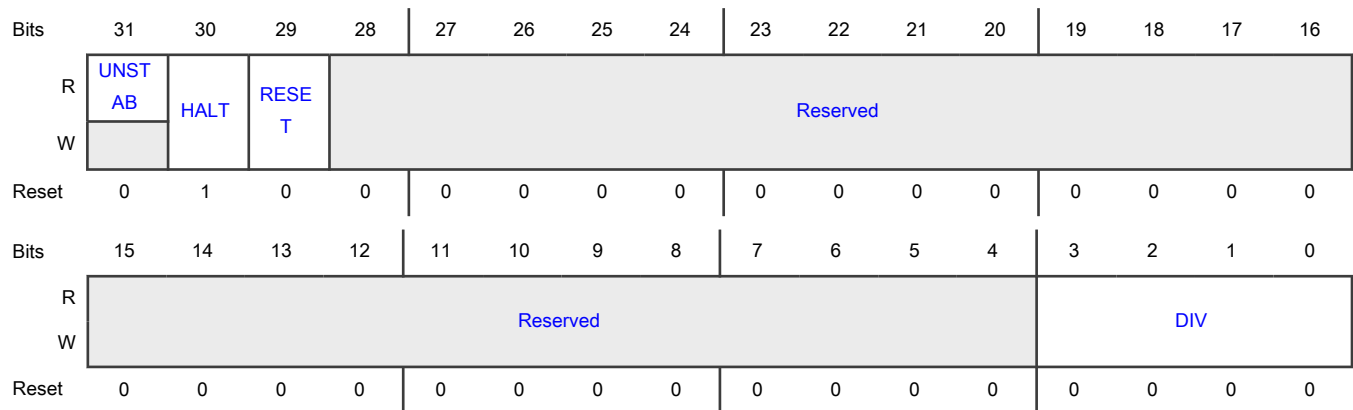 Bits 31 30 29 28 27 26 25 24 23 22 21 20 19 18 17 16
R UNST
AB HALT RESE
T Reserved
W
Reset 0 1 0 0 0 0 0 0 0 0 0 0 0 0 0 0
Bits 15 14 13 12 11 10 9 8 7 6 5 4 3 2 1 0
R
Reserved DIV
W
Reset 0 0 0 0 0 0 0 0 0 0 0 0 0 0 0 0